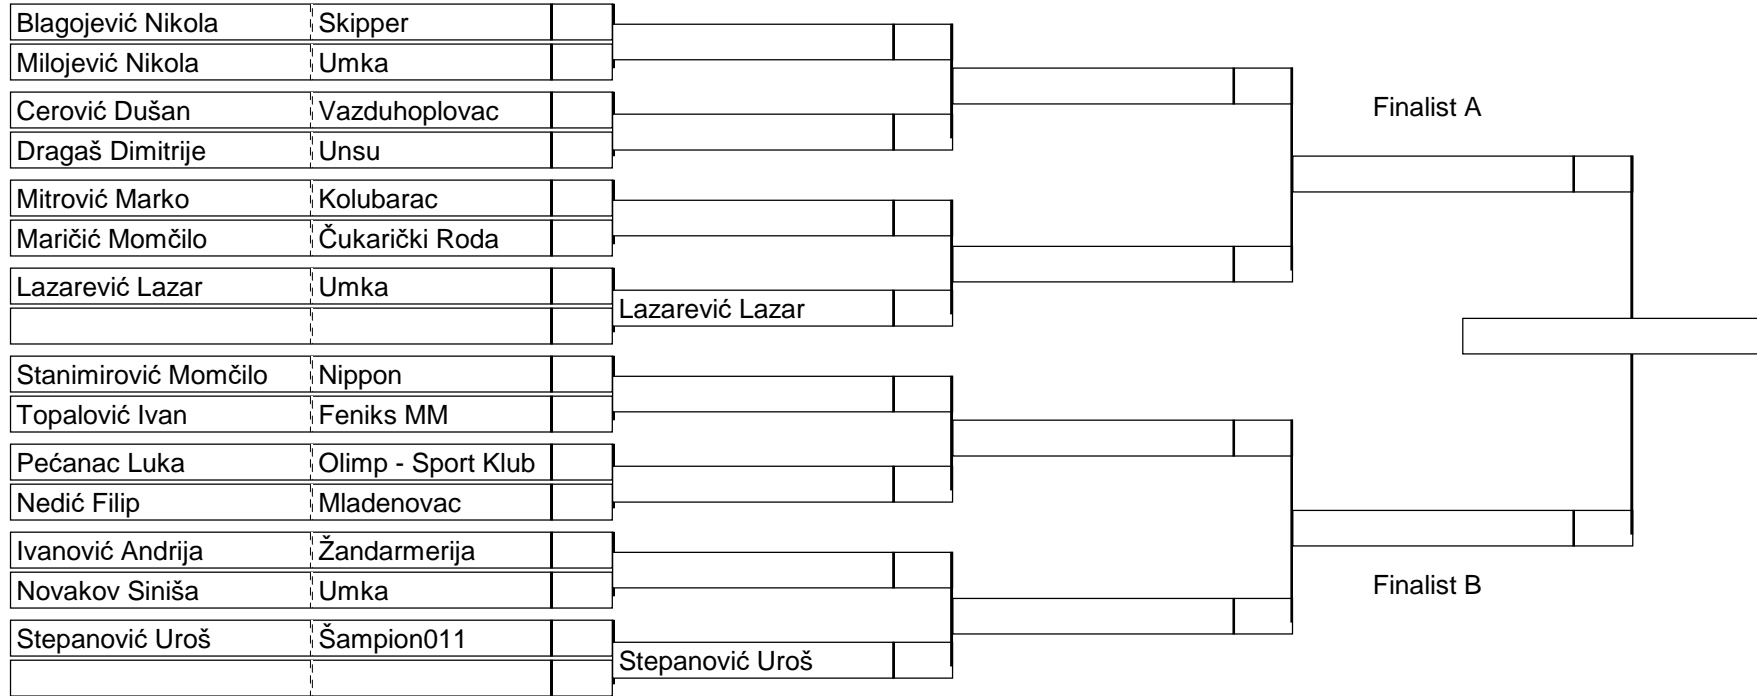 Blagojević Nikola Skipper
Milojević Nikola Umka
Cerović Dušan Vazduhoplovac
Finalist A
Dragaš Dimitrije Unsu
Mitrović Marko Kolubarac
Maričić Momčilo Čukarički Roda
Lazarević Lazar Umka
Lazarević Lazar
Stanimirović Momčilo Nippon
Topalović Ivan Feniks MM
Pećanac Luka Olimp - Sport Klub
Nedić Filip Mladenovac
Ivanović Andrija Žandarmerija
Novakov Siniša Umka
Finalist B
Stepanović Uroš Šampion011
Stepanović Uroš